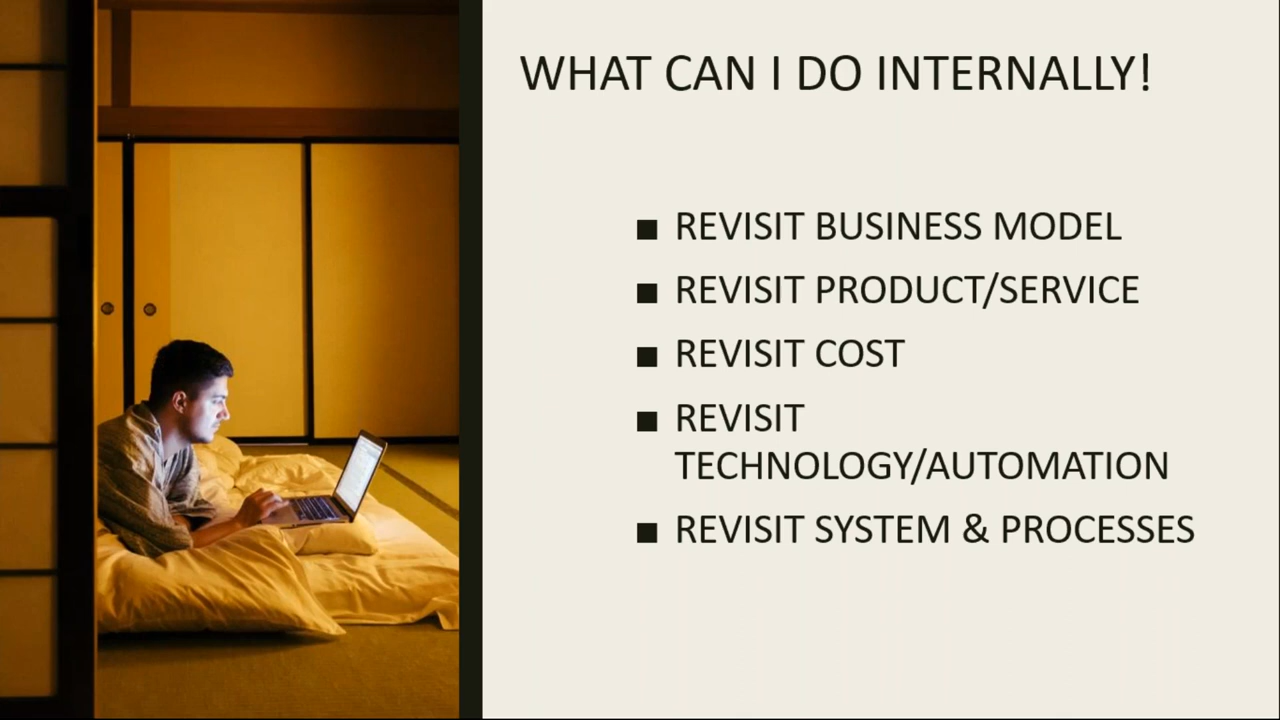 WHAT CAN I DO INTERNALLY!
■ REVISIT BUSINESS MODEL
■ REVISIT PRODUCT/SERVICE
■ REVISIT COST
■ REVISIT
TECHNOLOGY/AUTOMATION
■ REVISIT SYSTEM & PROCESSES